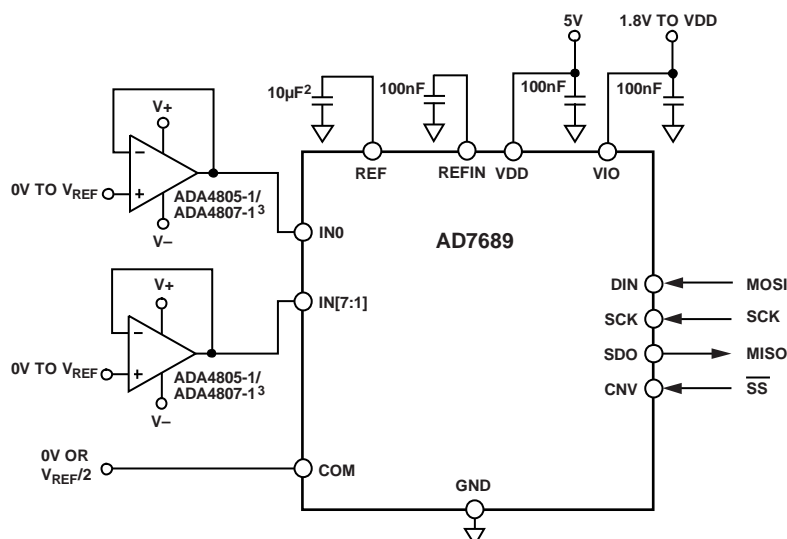 5V
1.8V TO VDD
10µF²
100nF
100nF
100nF
V+
REF
REFIN
VDD
VIO
−
0V TO VREF
+
ADA4805-1/
ADA4807-1³
V−
IN0
AD7689
V+
IN[7:1]
DIN
MOSI
SCK
SCK
−
SDO
MISO
0V TO VREF
+
ADA4805-1/
ADA4807-1³
CNV
SS
V−
0V OR
VREF/2
COM
GND